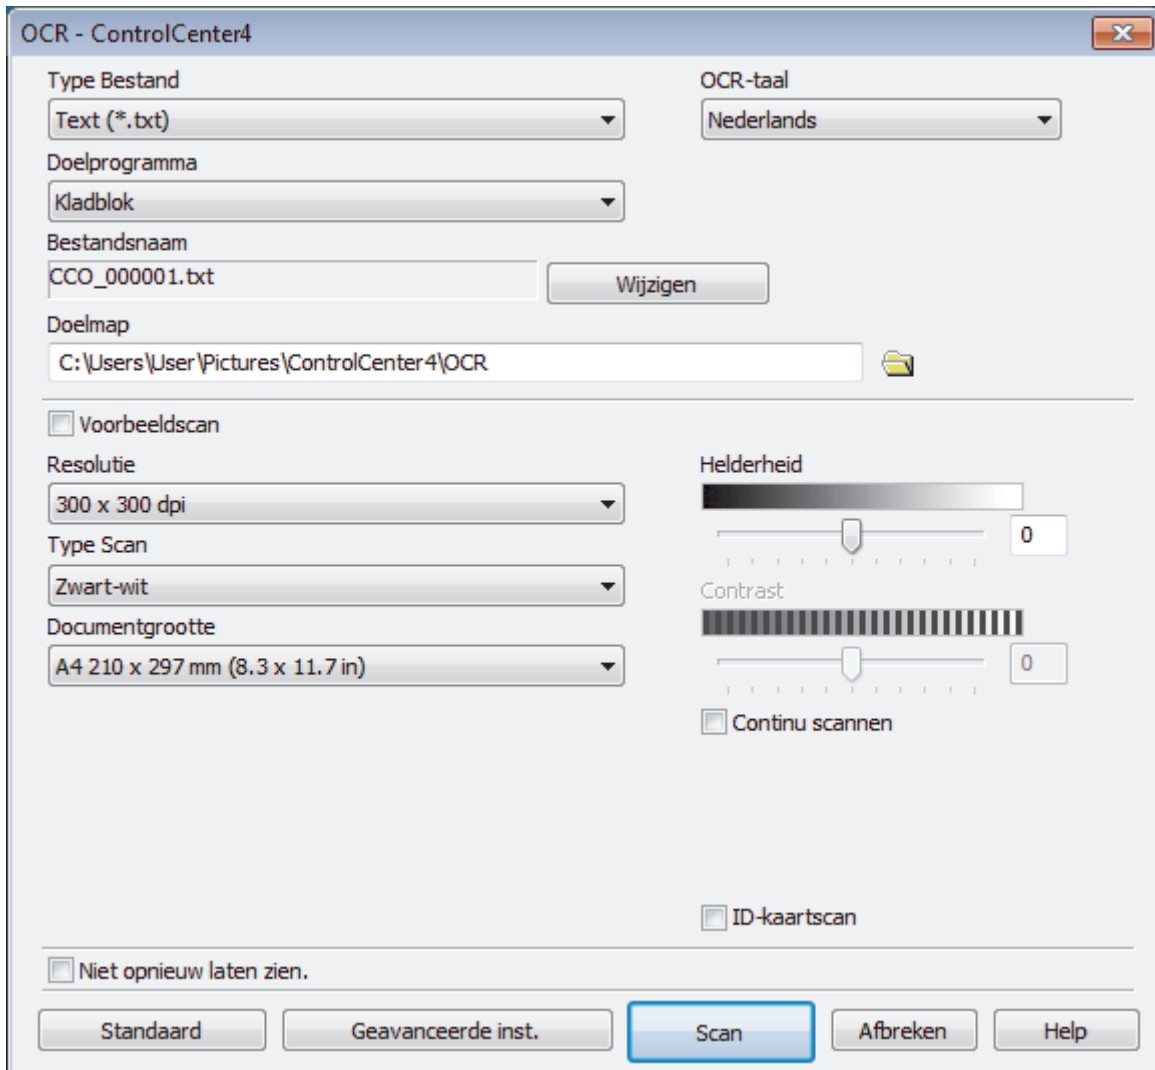 OCR - ControlCenter4
Type Bestand
OCR-taal
Text (*.txt)
Nederlands
Doelprogramma
Kladblok
Bestandsnaam
CCO_000001.txt
Wijzigen
Doelmap
C:\Users\User\Pictures\ControlCenter4\OCR
Voorbeeldscan
Resolutie
Helderheid
300 x 300 dpi
0
Type Scan
Zwart-wit
Contrast
Documentgrootte
A4 210 x 297 mm (8.3 x 11.7 in)
0
Continu scannen
ID-kaartscan
Niet opnieuw laten zien.
Standaard
Geavanceerde inst.
Scan
Afbreken
Help